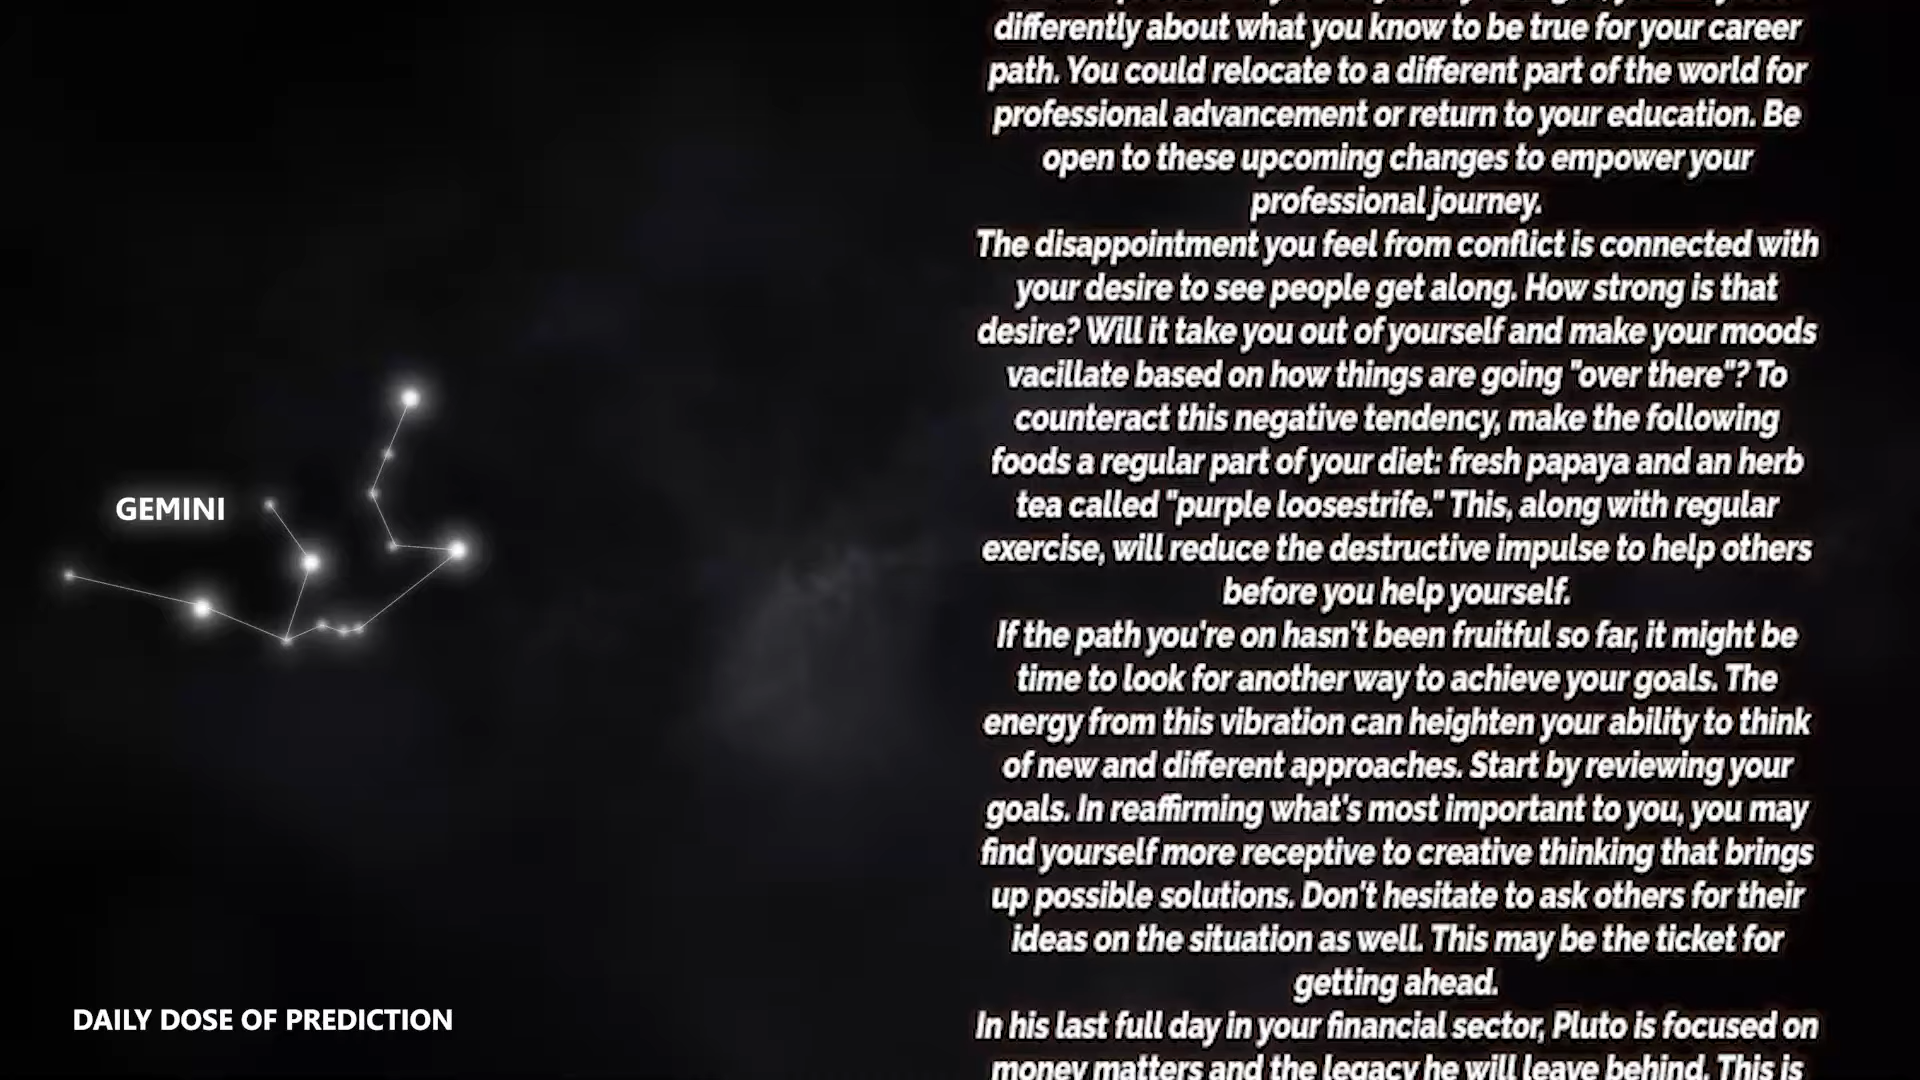 differently about what you know to be true for your career
path. You could relocate to a different part of the world for
professional advancement or return to your education. Be
open to these upcoming changes to empower your
professional journey.
The disappointment you feel from conflict is connected with
your desire to see people get along. How strong is that
desire? Will it take you out of yourself and make your moods
vacillate based on how things are going "over there"? To
counteract this negative tendency, make the following
foods a regular part of your diet: fresh papaya and an herb
tea called "purple loosestrife." This, along with regular
exercise, will reduce the destructive impulse to help others
before you help yourself.
If the path you're on hasn't been fruitful so far, it might be
time to look for another way to achieve your goals. The
energy from this vibration can heighten your ability to think
of new and different approaches. Start by reviewing your
goals. In reaffirming what's most important to you, you may
find yourself more receptive to creative thinking that brings
up possible solutions. Don't hesitate to ask others for their
ideas on the situation as well. This may be the ticket for
getting ahead.
In his last full day in your financial sector, Pluto is focused on
money matters and the legacy he will leave behind. This is
GEMINI
DAILY DOSE OF PREDICTION